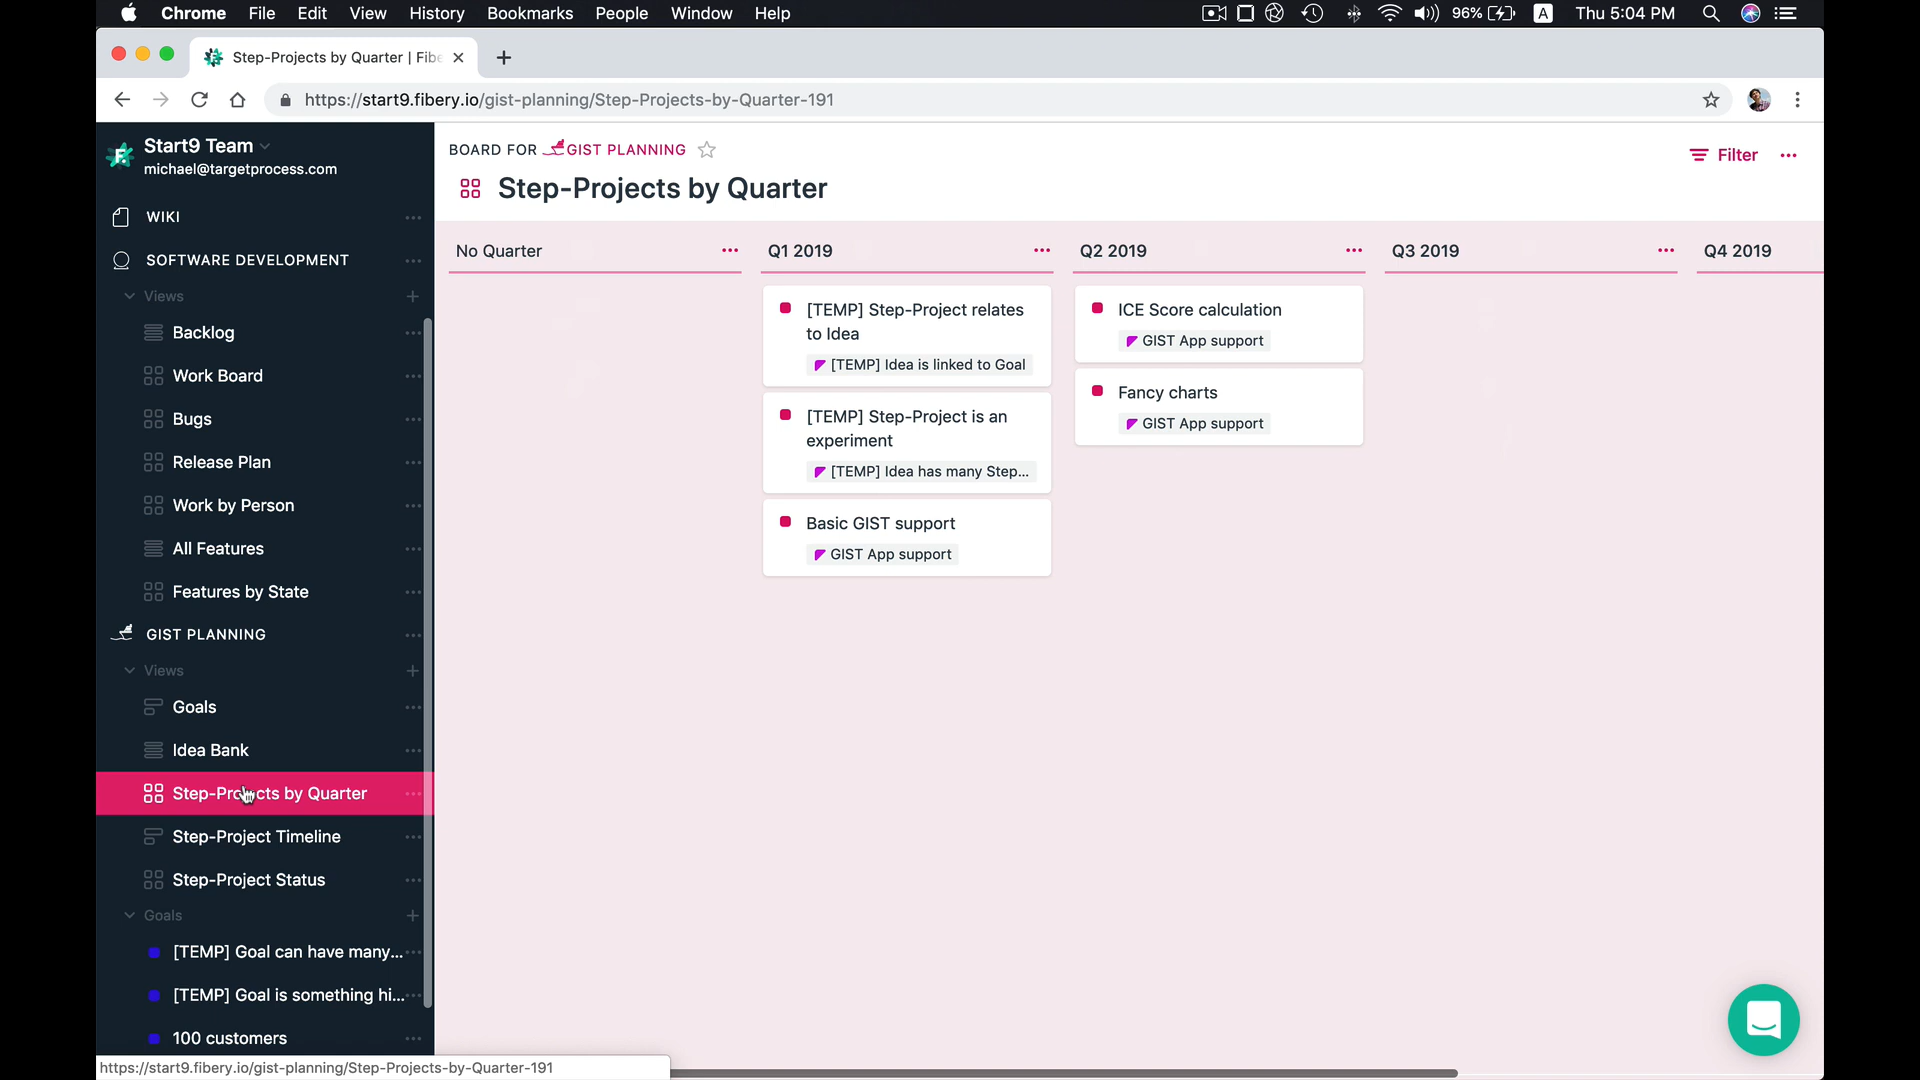 Chrome File Edit View History Bookmarks People Window Help 96% A Thu 5:04 PM
Step-Projects by Quarter | Fibe
https://start9.fibery.io/gist-planning/Step-Projects-by-Quarter-191
Start9 Team
michael@targetprocess.com
WIKI
SOFTWARE DEVELOPMENT
Views
Backlog
Work Board
Bugs
Release Plan
Work by Person
All Features
Features by State
GIST PLANNING
Views
Goals
Idea Bank
Step-Projects by Quarter
Step-Project Timeline
Step-Project Status
Goals
[TEMP] Goal can have many...
[TEMP] Goal is something hi...
100 customers
https://start9.fibery.io/gist-planning/Step-Projects-by-Quarter-191
BOARD FOR GIST PLANNING
Filter
Step-Projects by Quarter
No Quarter
Q1 2019
[TEMP] Step-Project relates
to Idea
[TEMP] Idea is linked to Goal
[TEMP] Step-Project is an
experiment
[TEMP] Idea has many Step...
Basic GIST support
GIST App support
Q2 2019
ICE Score calculation
GIST App support
Fancy charts
GIST App support
Q3 2019
Q4 2019